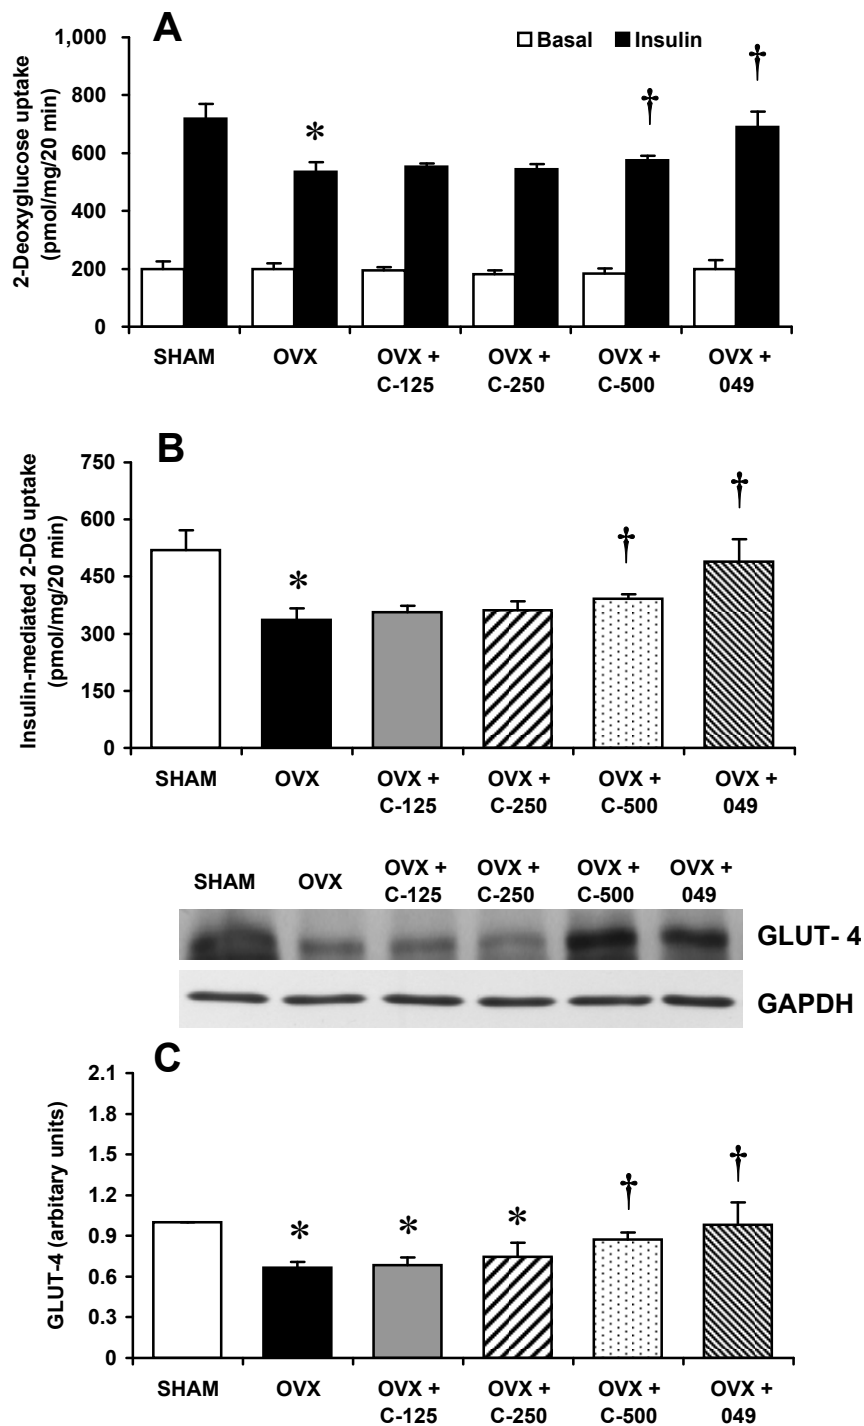 A
Basal Insulin
2-Deoxyglucose uptake
(pmol/mg/20 min)
1,000
800
600
400
200
0
* † †
SHAM OVX OVX + OVX + OVX + OVX +
C-125 C-250 C-500 049
B
Insulin-mediated 2-DG uptake
(pmol/mg/20 min)
750
600
450
300
150
0
* † †
SHAM OVX OVX + OVX + OVX + OVX +
C-125 C-250 C-500 049
SHAM OVX OVX + OVX + OVX + OVX +
C-125 C-250 C-500 049
GLUT- 4
GAPDH
C
GLUT-4 (arbitary units)
2.1
1.8
1.5
1.2
0.9
0.6
0.3
0
* * * † †
SHAM OVX OVX + OVX + OVX + OVX +
C-125 C-250 C-500 049